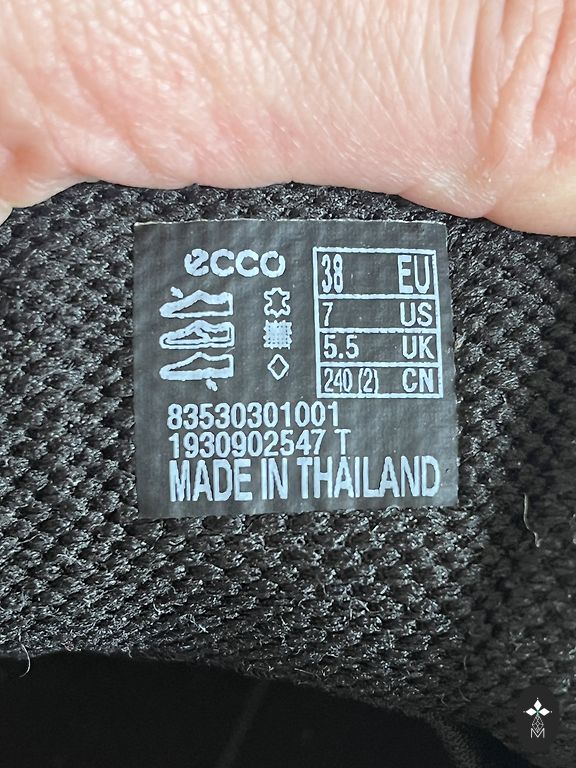 ecco
38 EU
7 US
5.5 UK
240 (2) CN
83530301001
1930902547 T
MADE IN THAILAND
M